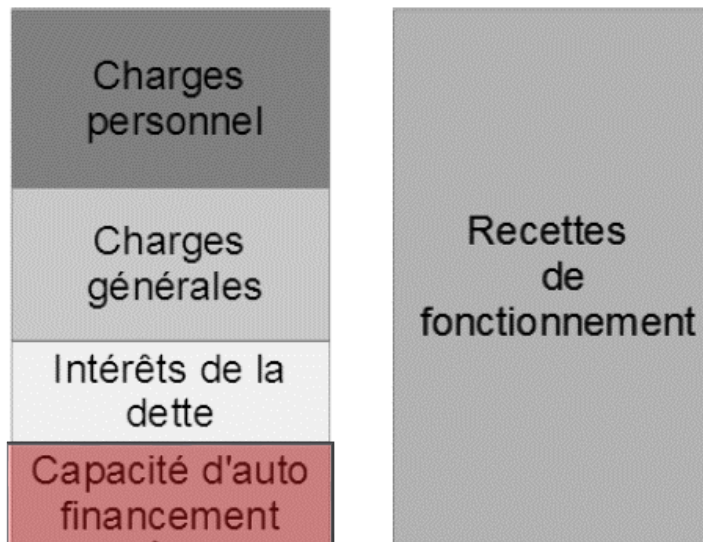 Charges
personnel
Charges
générales
Intérêts de la
dette
Capacité d'auto
financement
Recettes
de
fonctionnement